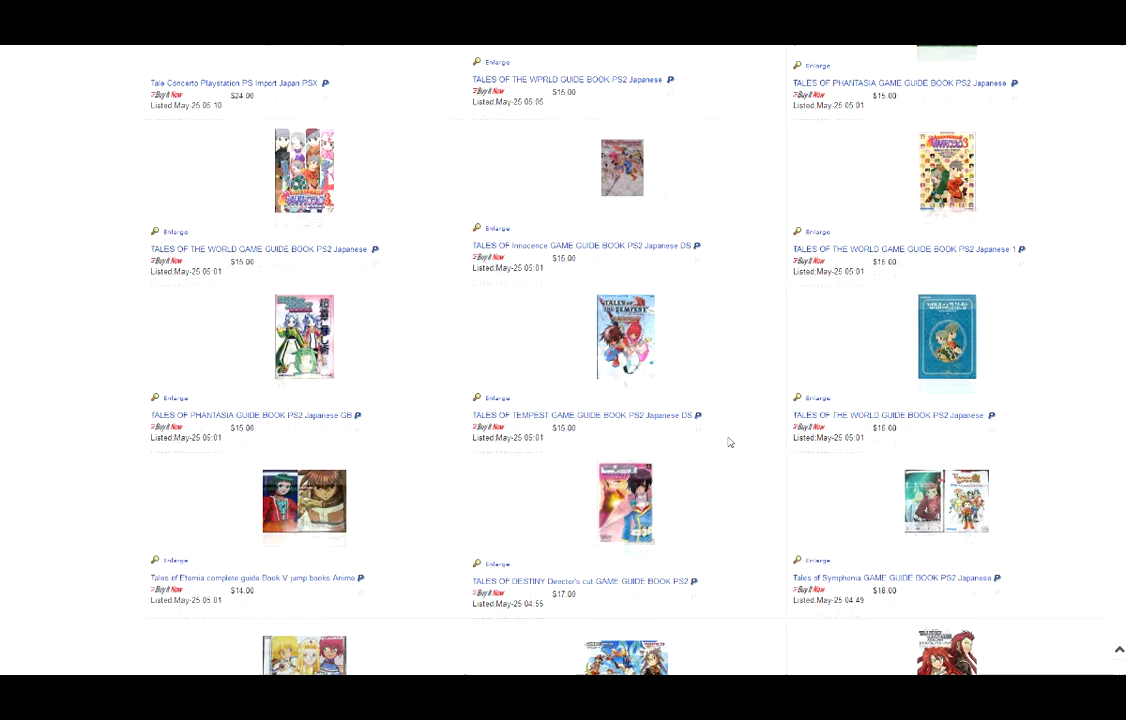 Tale Concerto Playstation PS Import Japan PSX
Buy It Now $24.00
Listed:May-25 05:10
Enlarge
TALES OF THE WPRLD GUIDE BOOK PS2 Japanese
Buy It Now $15.00
Listed:May-25 05:05
Enlarge
TALES OF PHANTASIA GAME GUIDE BOOK PS2 Japanese
Buy It Now $15.00
Listed:May-25 05:01
Enlarge
TALES OF THE WORLD GAME GUIDE BOOK PS2 Japanese
Buy It Now $15.00
Listed:May-25 05:01
Enlarge
TALES OF Innocence GAME GUIDE BOOK PS2 Japanese DS
Buy It Now $15.00
Listed:May-25 05:01
Enlarge
TALES OF THE WORLD GAME GUIDE BOOK PS2 Japanese 1
Buy It Now $15.00
Listed:May-25 05:01
Enlarge
TALES OF PHANTASIA GUIDE BOOK PS2 Japanese GB
Buy It Now $15.00
Listed:May-25 05:01
TALES OF
THE TEMPEST
Enlarge
TALES OF TEMPEST GAME GUIDE BOOK PS2 Japanese DS
Buy It Now $15.00
Listed:May-25 05:01
Enlarge
TALES OF THE WORLD GUIDE BOOK PS2 Japanese
Buy It Now $15.00
Listed:May-25 05:01
Enlarge
Tales of Eternia complete guida Book V jump books Anime
Buy It Now $14.00
Listed:May-25 05:01
Enlarge
TALES OF DESTINY Director's cut GAME GUIDE BOOK PS2
Buy It Now $17.00
Listed:May-25 04:55
Enlarge
Tales of Symphonia GAME GUIDE BOOK PS2 Japanese
Buy It Now $18.00
Listed:May-25 04:49